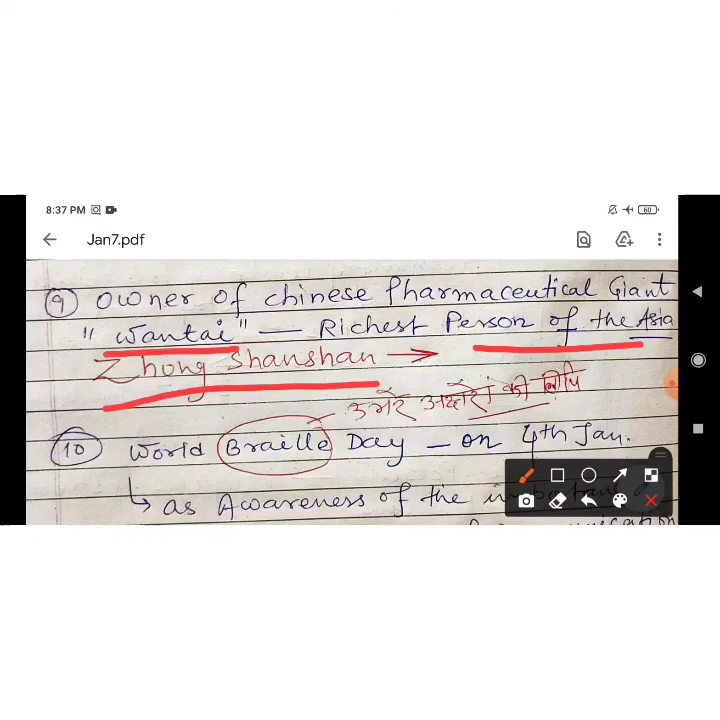 8:37 PM
60
Jan7.pdf
9 Owner of Chinese Pharmaceutical Giant
"Wantai" — Richest Person of the Asia
Zhong Shanshan →
उभरे अक्षरों की लिपि
10 World Braille Day — on 4th Jan.
↳ as Awareness of the